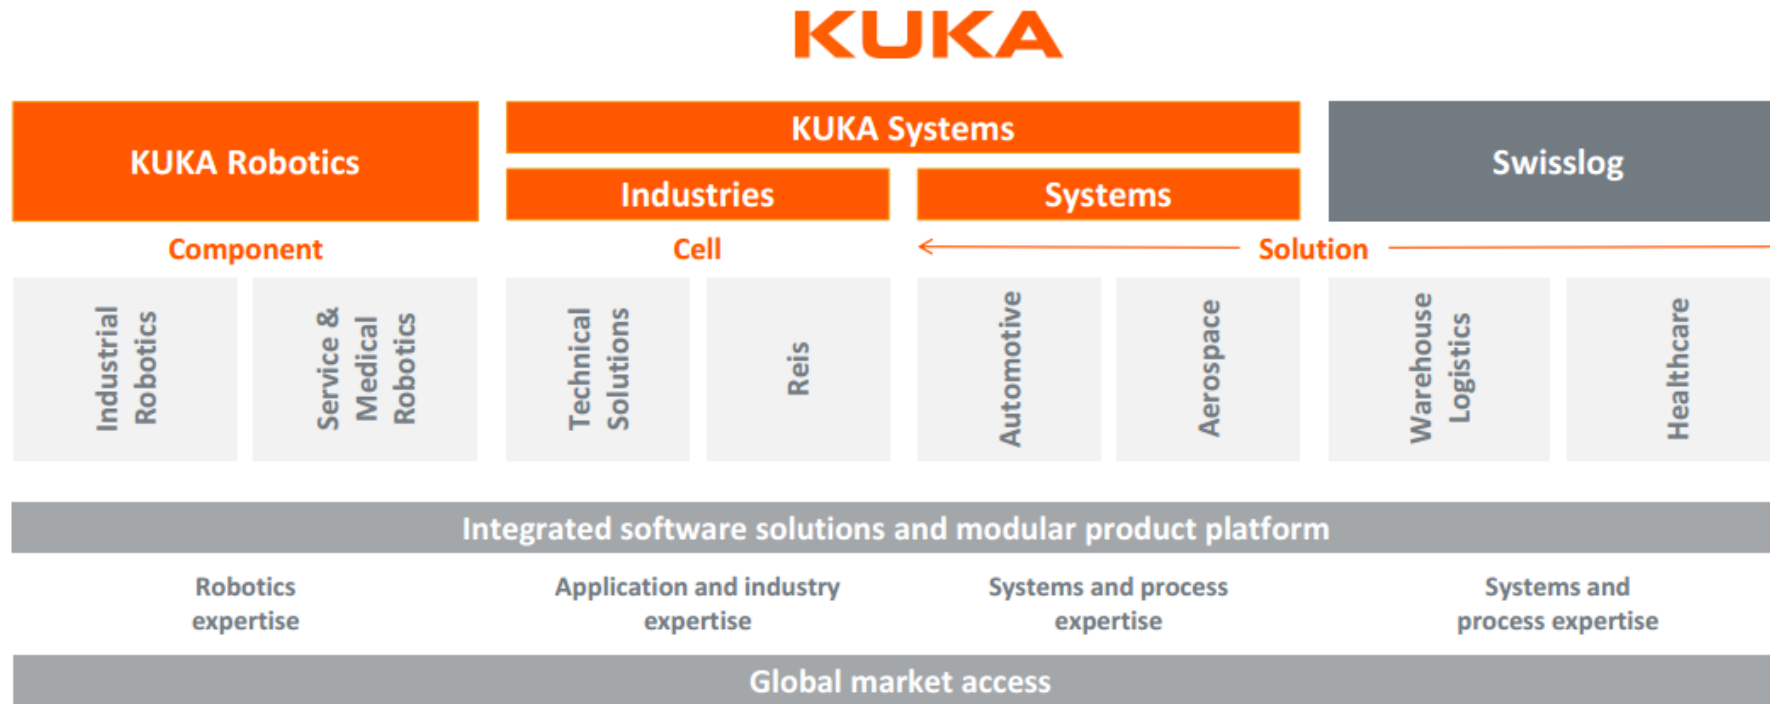 KUKA
KUKA Robotics
KUKA Systems
Industries
Systems
Swisslog
Component
Cell
Solution
Industrial
Robotics
Service &
Medical
Robotics
Technical
Solutions
Reis
Automotive
Aerospace
Warehouse
Logistics
Healthcare
Integrated software solutions and modular product platform
Robotics
expertise
Application and industry
expertise
Systems and process
expertise
Systems and
process expertise
Global market access